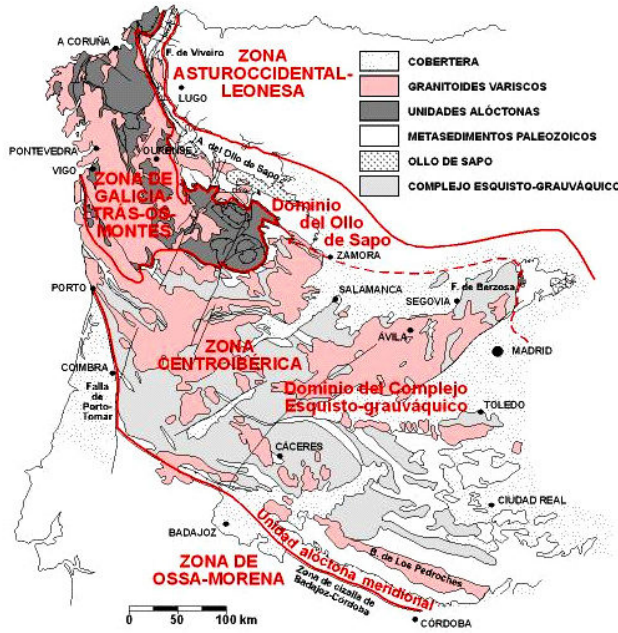 A CORUÑA
F. de Viveiro
ZONA
ASTUROCCIDENTAL-
LEONESA
LUGO
COBERTERA
GRANITOIDES VARISCOS
UNIDADES ALÓCTONAS
METASEDIMENTOS PALEOZOICOS
OLLO DE SAPO
COMPLEJO ESQUISTO-GRAUVÁQUICO
PONTEVEDRA
OURENSE
A. del Ollo de Sapo
VIGO
ZONA DE
GALICIA-
TRÁS-OS-
MONTES
Dominio
del Ollo
de Sapo
ZAMORA
PORTO
SALAMANCA
SEGOVIA
F. de Berzosa
ÁVILA
MADRID
ZONA
CENTROIBÉRICA
COIMBRA
Falla
de
Porto-
Tomar
Dominio del Complejo
Esquisto-grauváquico
TOLEDO
CÁCERES
CIUDAD REAL
BADAJOZ
Unidad alóctona meridional
B. de Los Pedroches
ZONA DE
OSSA-MORENA
Zona de cizalla de
Badajoz-Córdoba
CÓRDOBA
0 50 100 km